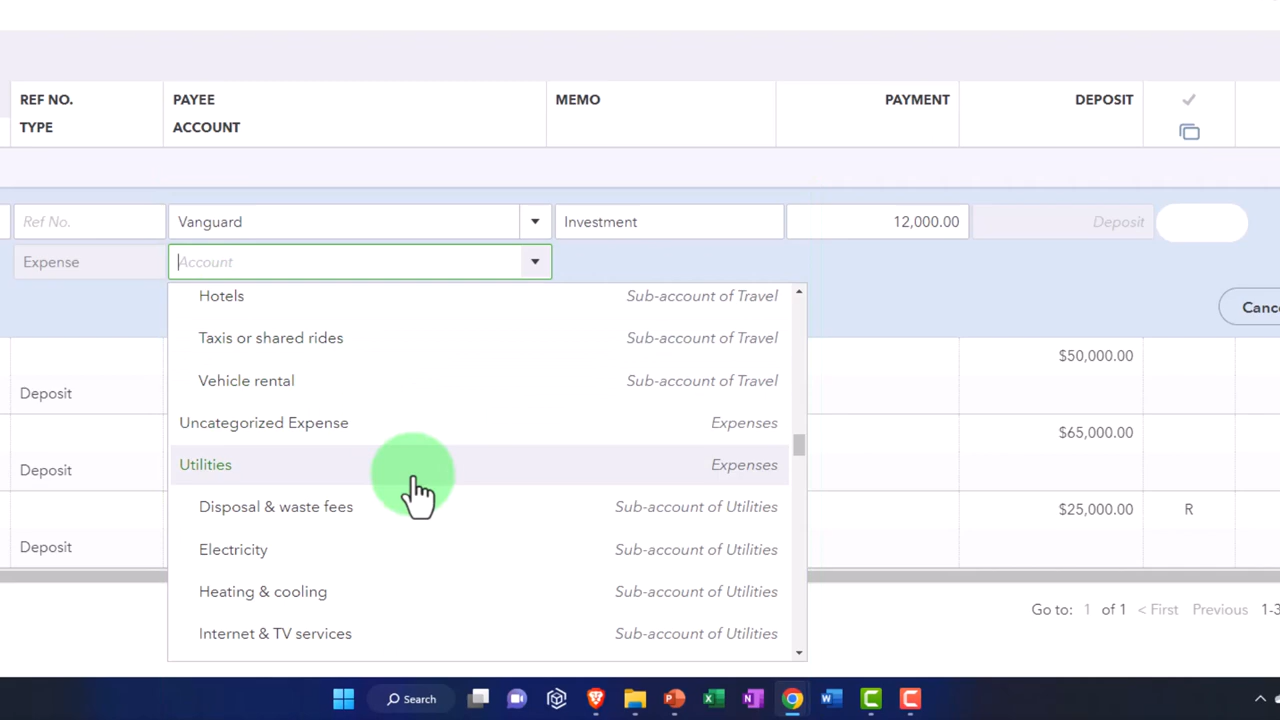 REF NO. PAYEE MEMO PAYMENT DEPOSIT
TYPE ACCOUNT
Ref No. Vanguard Investment 12,000.00 Deposit
Expense Account
Hotels Sub-account of Travel
Taxis or shared rides Sub-account of Travel
Vehicle rental Sub-account of Travel
Uncategorized Expense Expenses
Utilities Expenses
Disposal & waste fees Sub-account of Utilities
Electricity Sub-account of Utilities
Heating & cooling Sub-account of Utilities
Internet & TV services Sub-account of Utilities
Canc
$50,000.00
Deposit
$65,000.00
Deposit
$25,000.00 R
Deposit
Go to: 1 of 1 < First Previous 1-3
Search